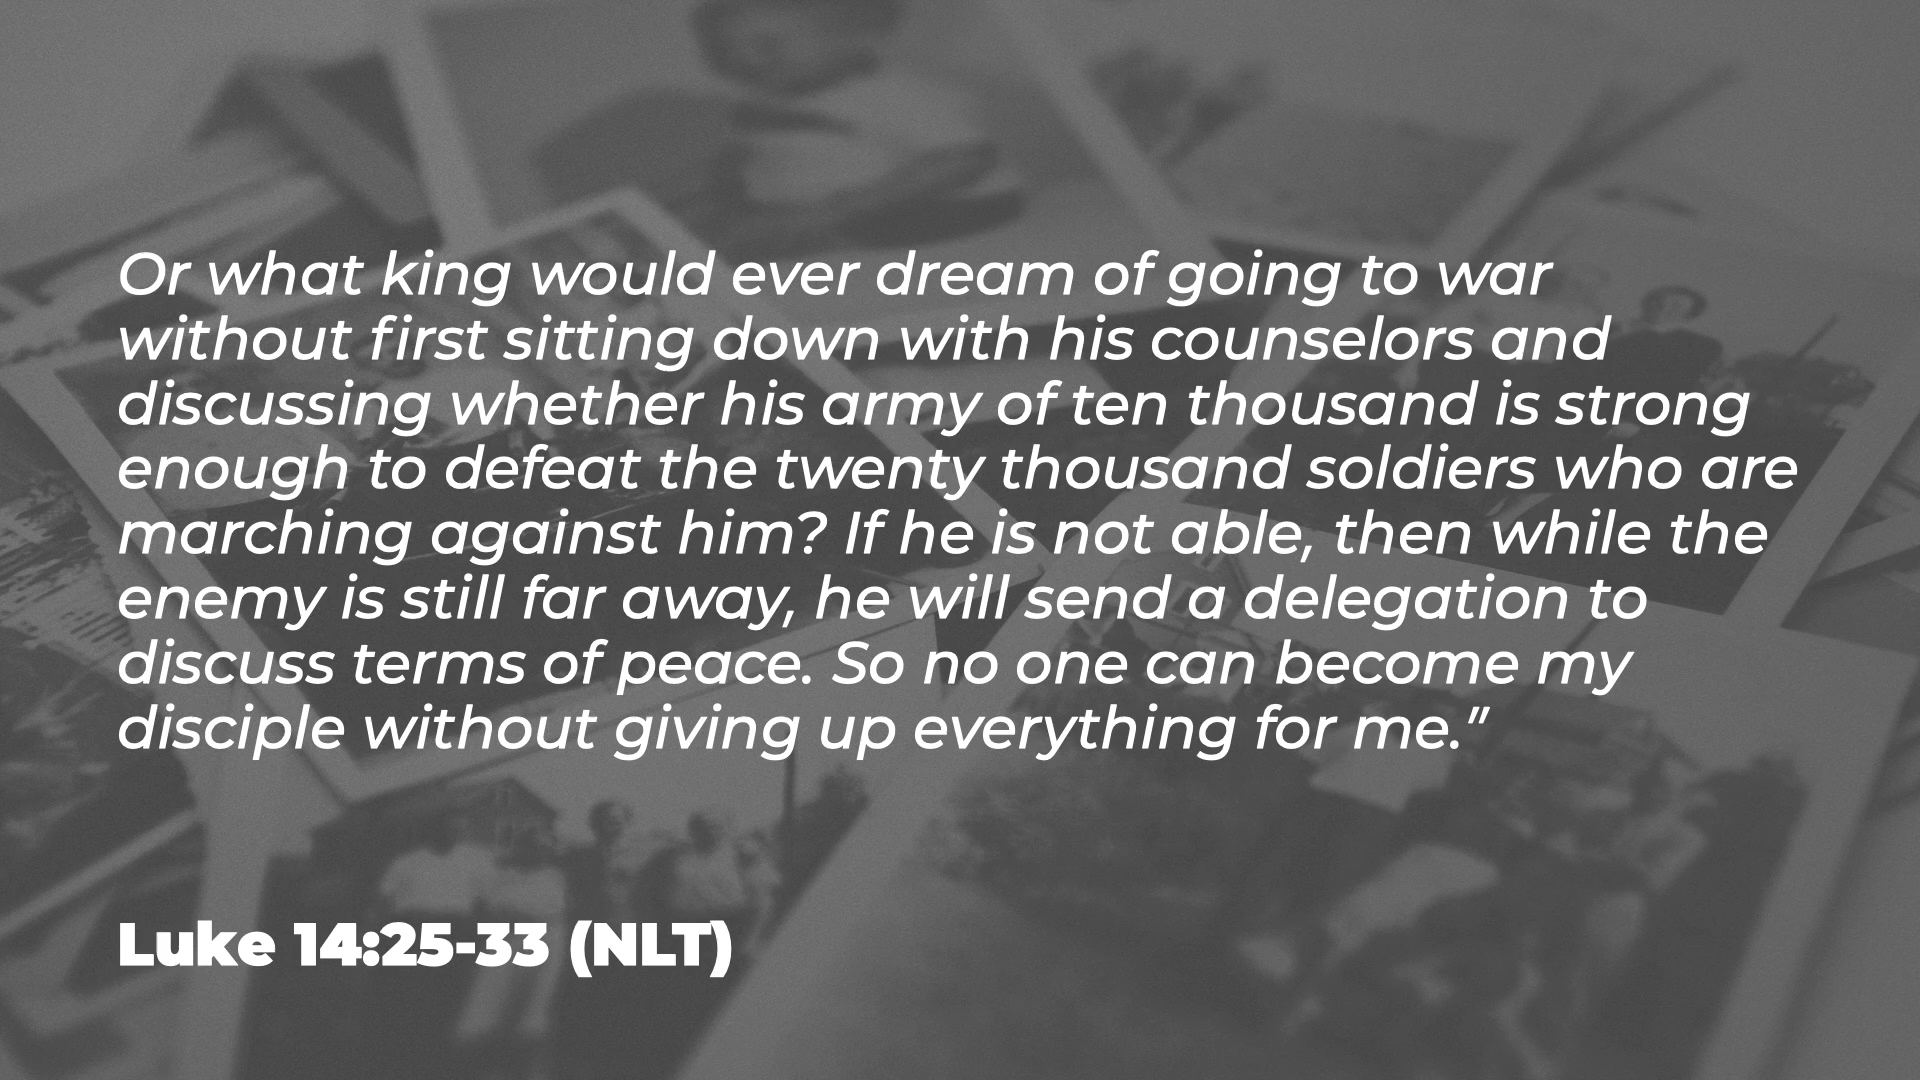 Or what king would ever dream of going to war
without first sitting down with his counselors and
discussing whether his army of ten thousand is strong
enough to defeat the twenty thousand soldiers who are
marching against him? If he is not able, then while the
enemy is still far away, he will send a delegation to
discuss terms of peace. So no one can become my
disciple without giving up everything for me.”
Luke 14:25-33 (NLT)